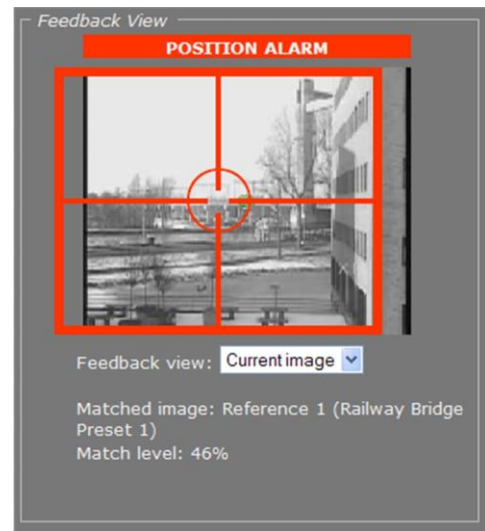 Feedback View
POSITION ALARM
Feedback view: Current image
Matched image: Reference 1 (Railway Bridge
Preset 1)
Match level: 46%